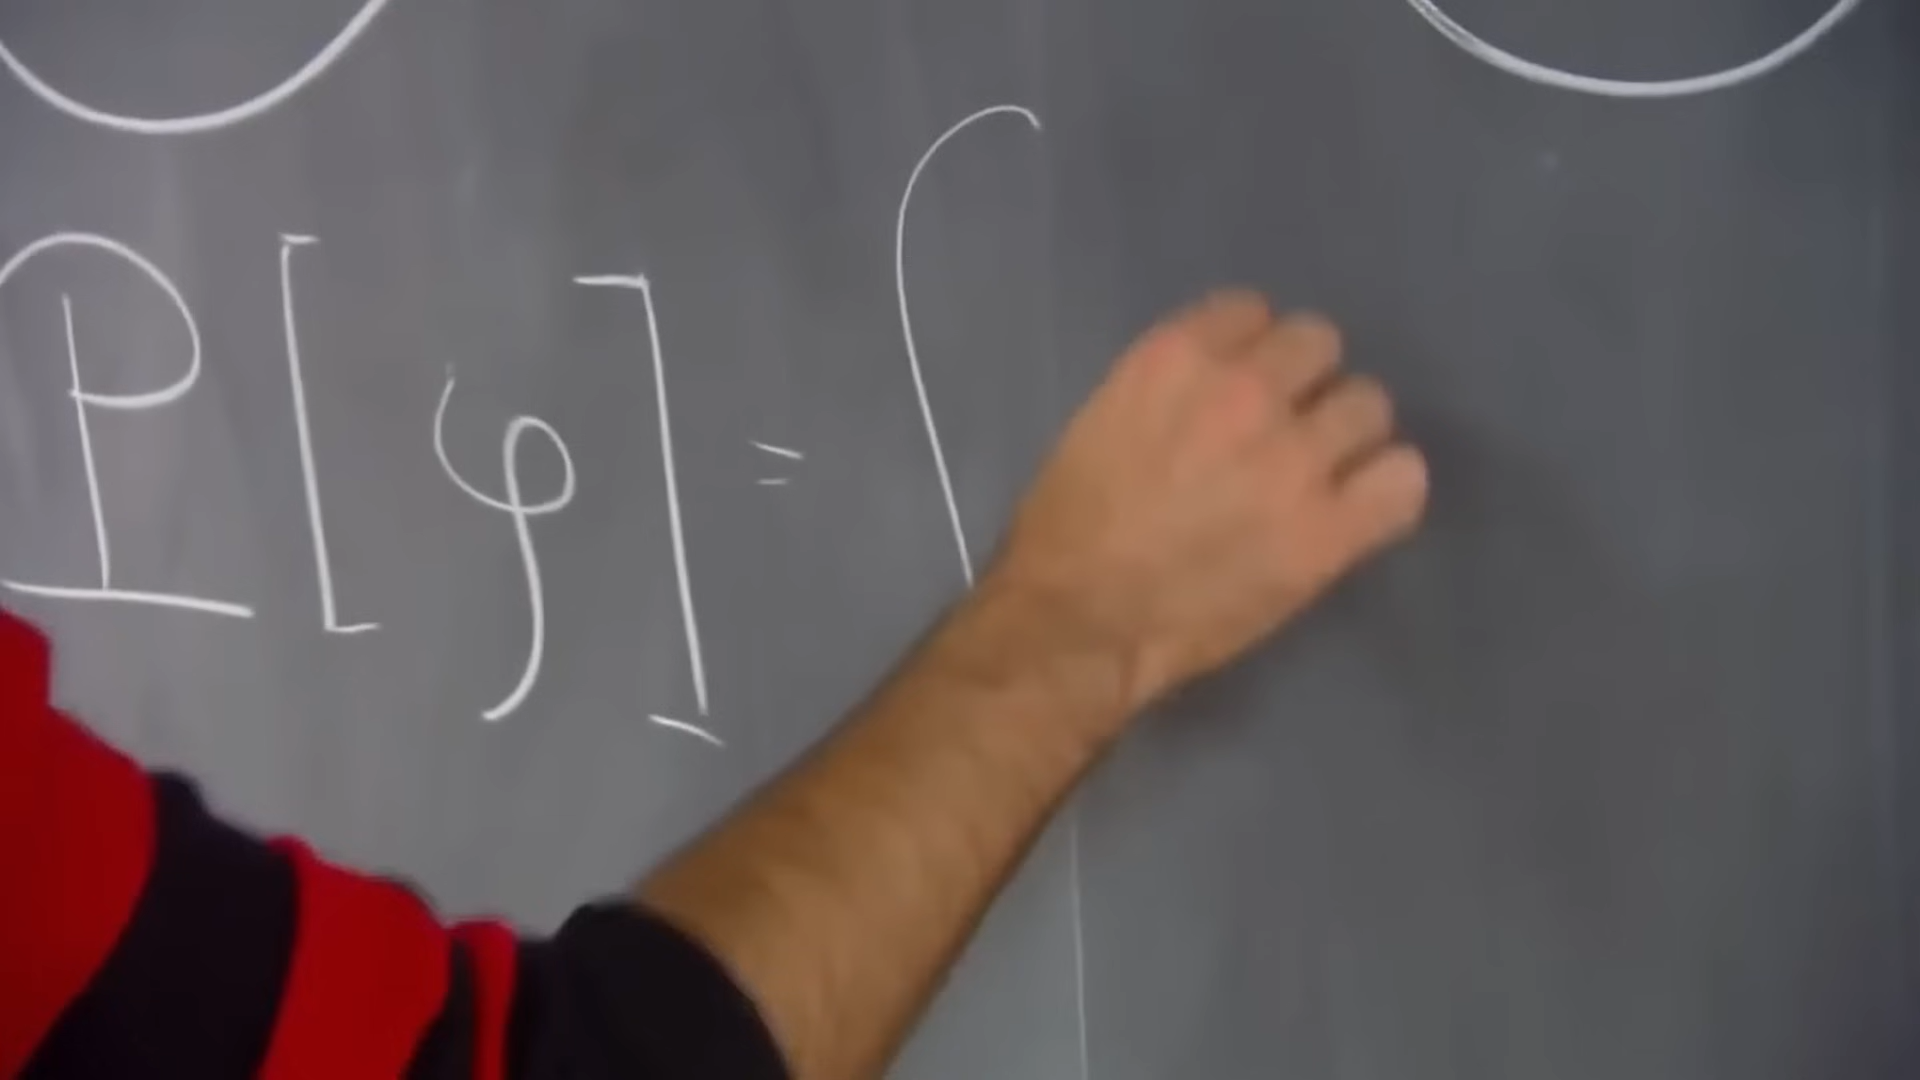 P[φ] = ∫